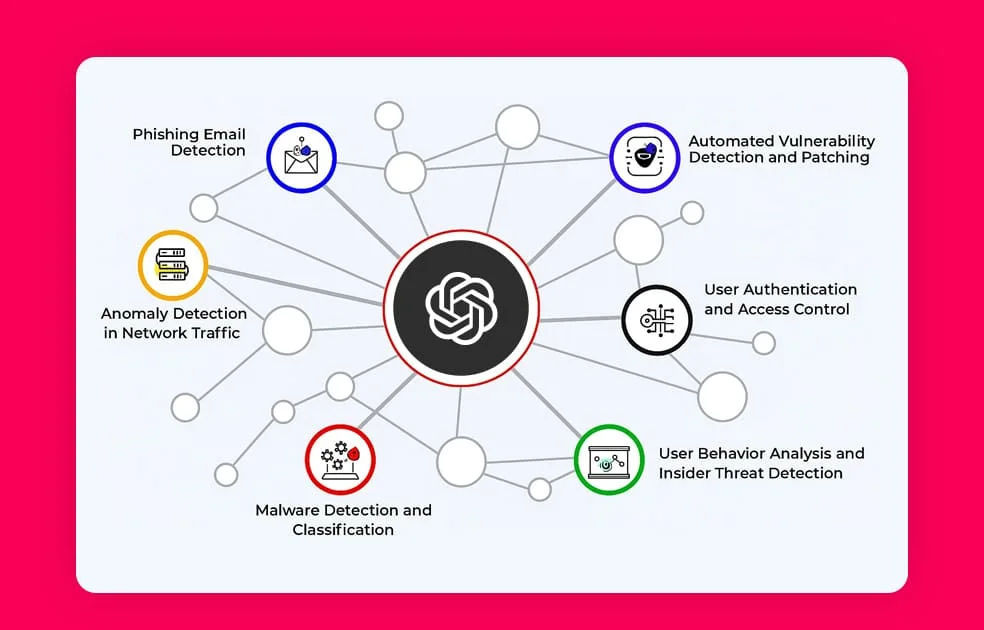 Phishing Email
Detection
Automated Vulnerability
Detection and Patching
Anomaly Detection
in Network Traffic
User Authentication
and Access Control
User Behavior Analysis and
Insider Threat Detection
Malware Detection and
Classification